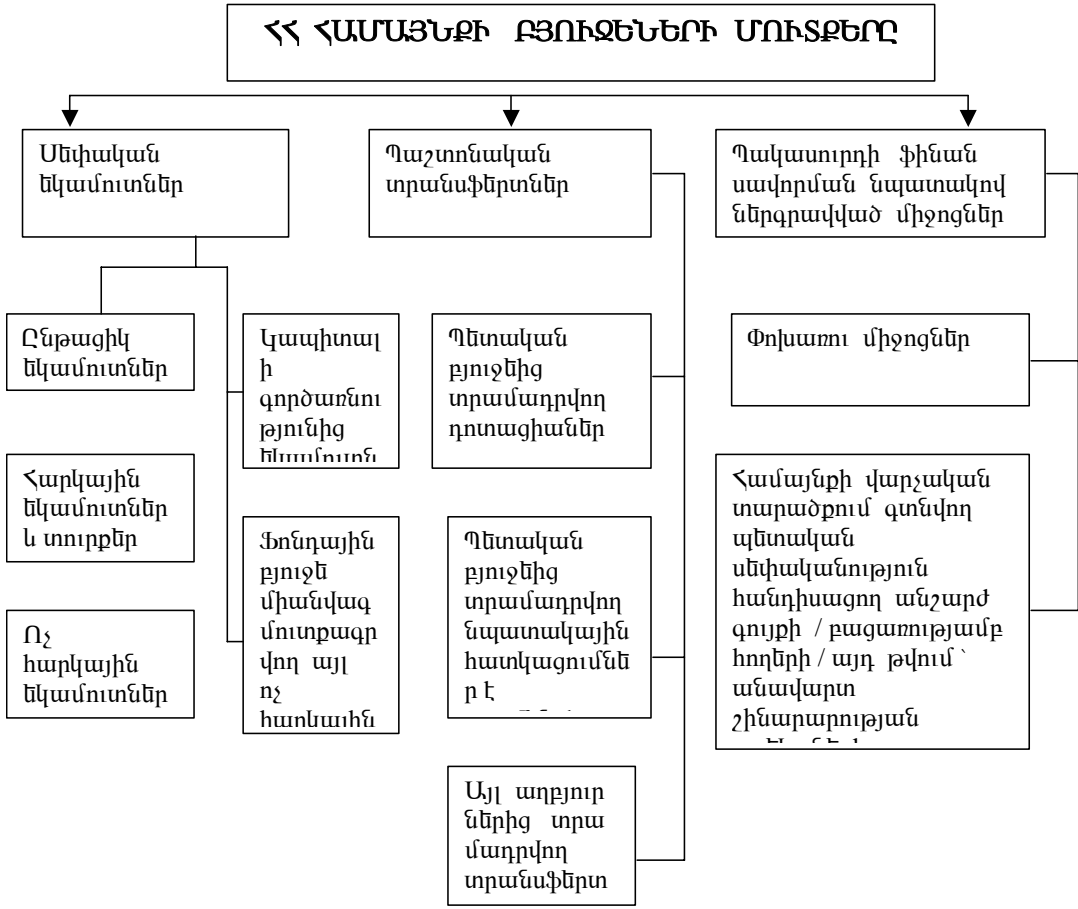 ՀՀ ՀԱՄԱՅՆՔԻ ԲՅՈՒՋԵՆԵՐԻ ՄՈՒՏՔԵՐԸ
Սեփական
եկամուտներ
Պաշտոնական
տրանսֆերտներ
Պակասուրդի ֆինան
սավորման նպատակով
ներգրավված միջոցներ
Ընթացիկ
եկամուտներ
Կապիտալ
ի
գործառնու
թյունից
Պետական
բյուջեից
տրամադրվող
դոտացիաներ
Փոխառու միջոցներ
Հարկային
եկամուտներ
և տուրքեր
Ֆոնդային
բյուջե
միանվագ
մուտքագր
վող այլ
ոչ
հարկային
Պետական
բյուջեից
տրամադրվող
նպատակային
հատկացումնե
ր է
Համայնքի վարչական
տարածքում գտնվող
պետական
սեփականություն
հանդիսացող անշարժ
գույքի / բացառությամբ
հողերի / այդ թվում ՝
անավարտ
շինարարության
Ոչ
հարկային
եկամուտներ
Այլ աղբյուր
ներից տրա
մադրվող
տրանսֆերտ